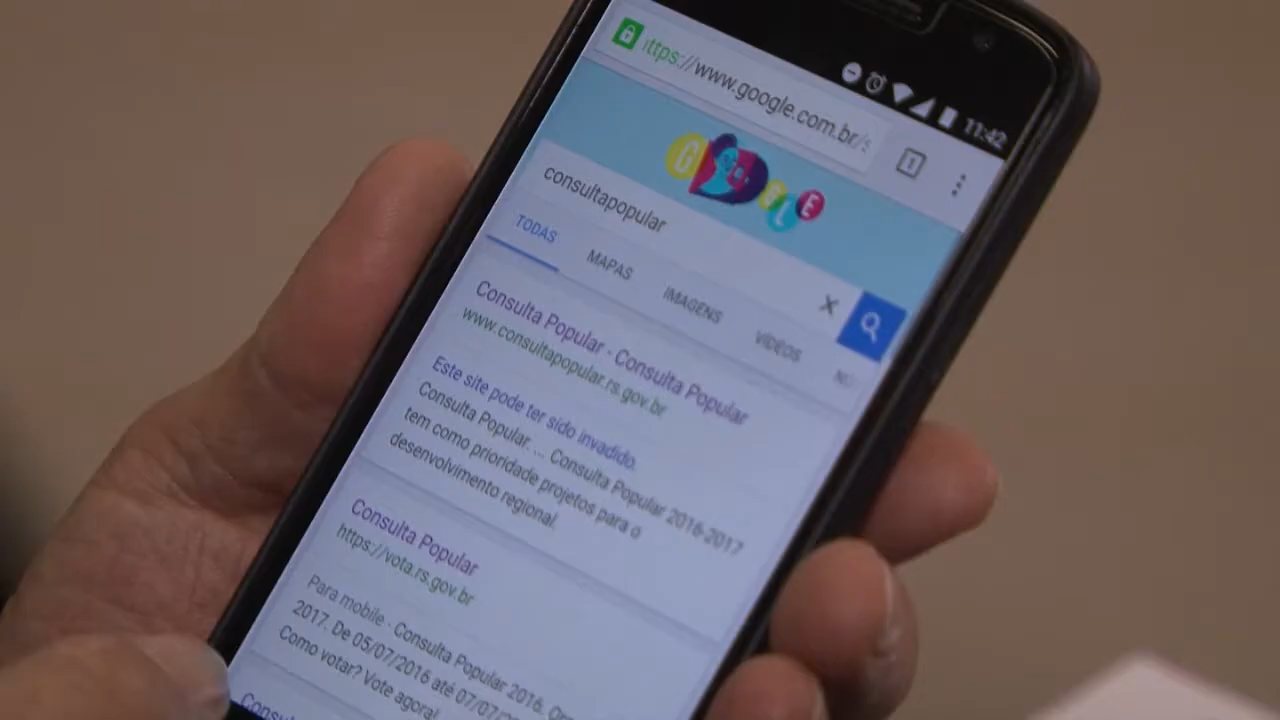 11:42
https://www.google.com.br/s
consultapopular
TODAS MAPAS IMAGENS VÍDEOS
Consulta Popular - Consulta Popular
www.consultapopular.rs.gov.br
Este site pode ter sido invadido.
Consulta Popular. ... Consulta Popular 2016-2017
tem como prioridade projetos para o
desenvolvimento regional.
Consulta Popular
https://vota.rs.gov.br
Para mobile - Consulta Popular 2016.
2017. De 05/07/2016 até 07/07/20
Como votar? Vote agora!